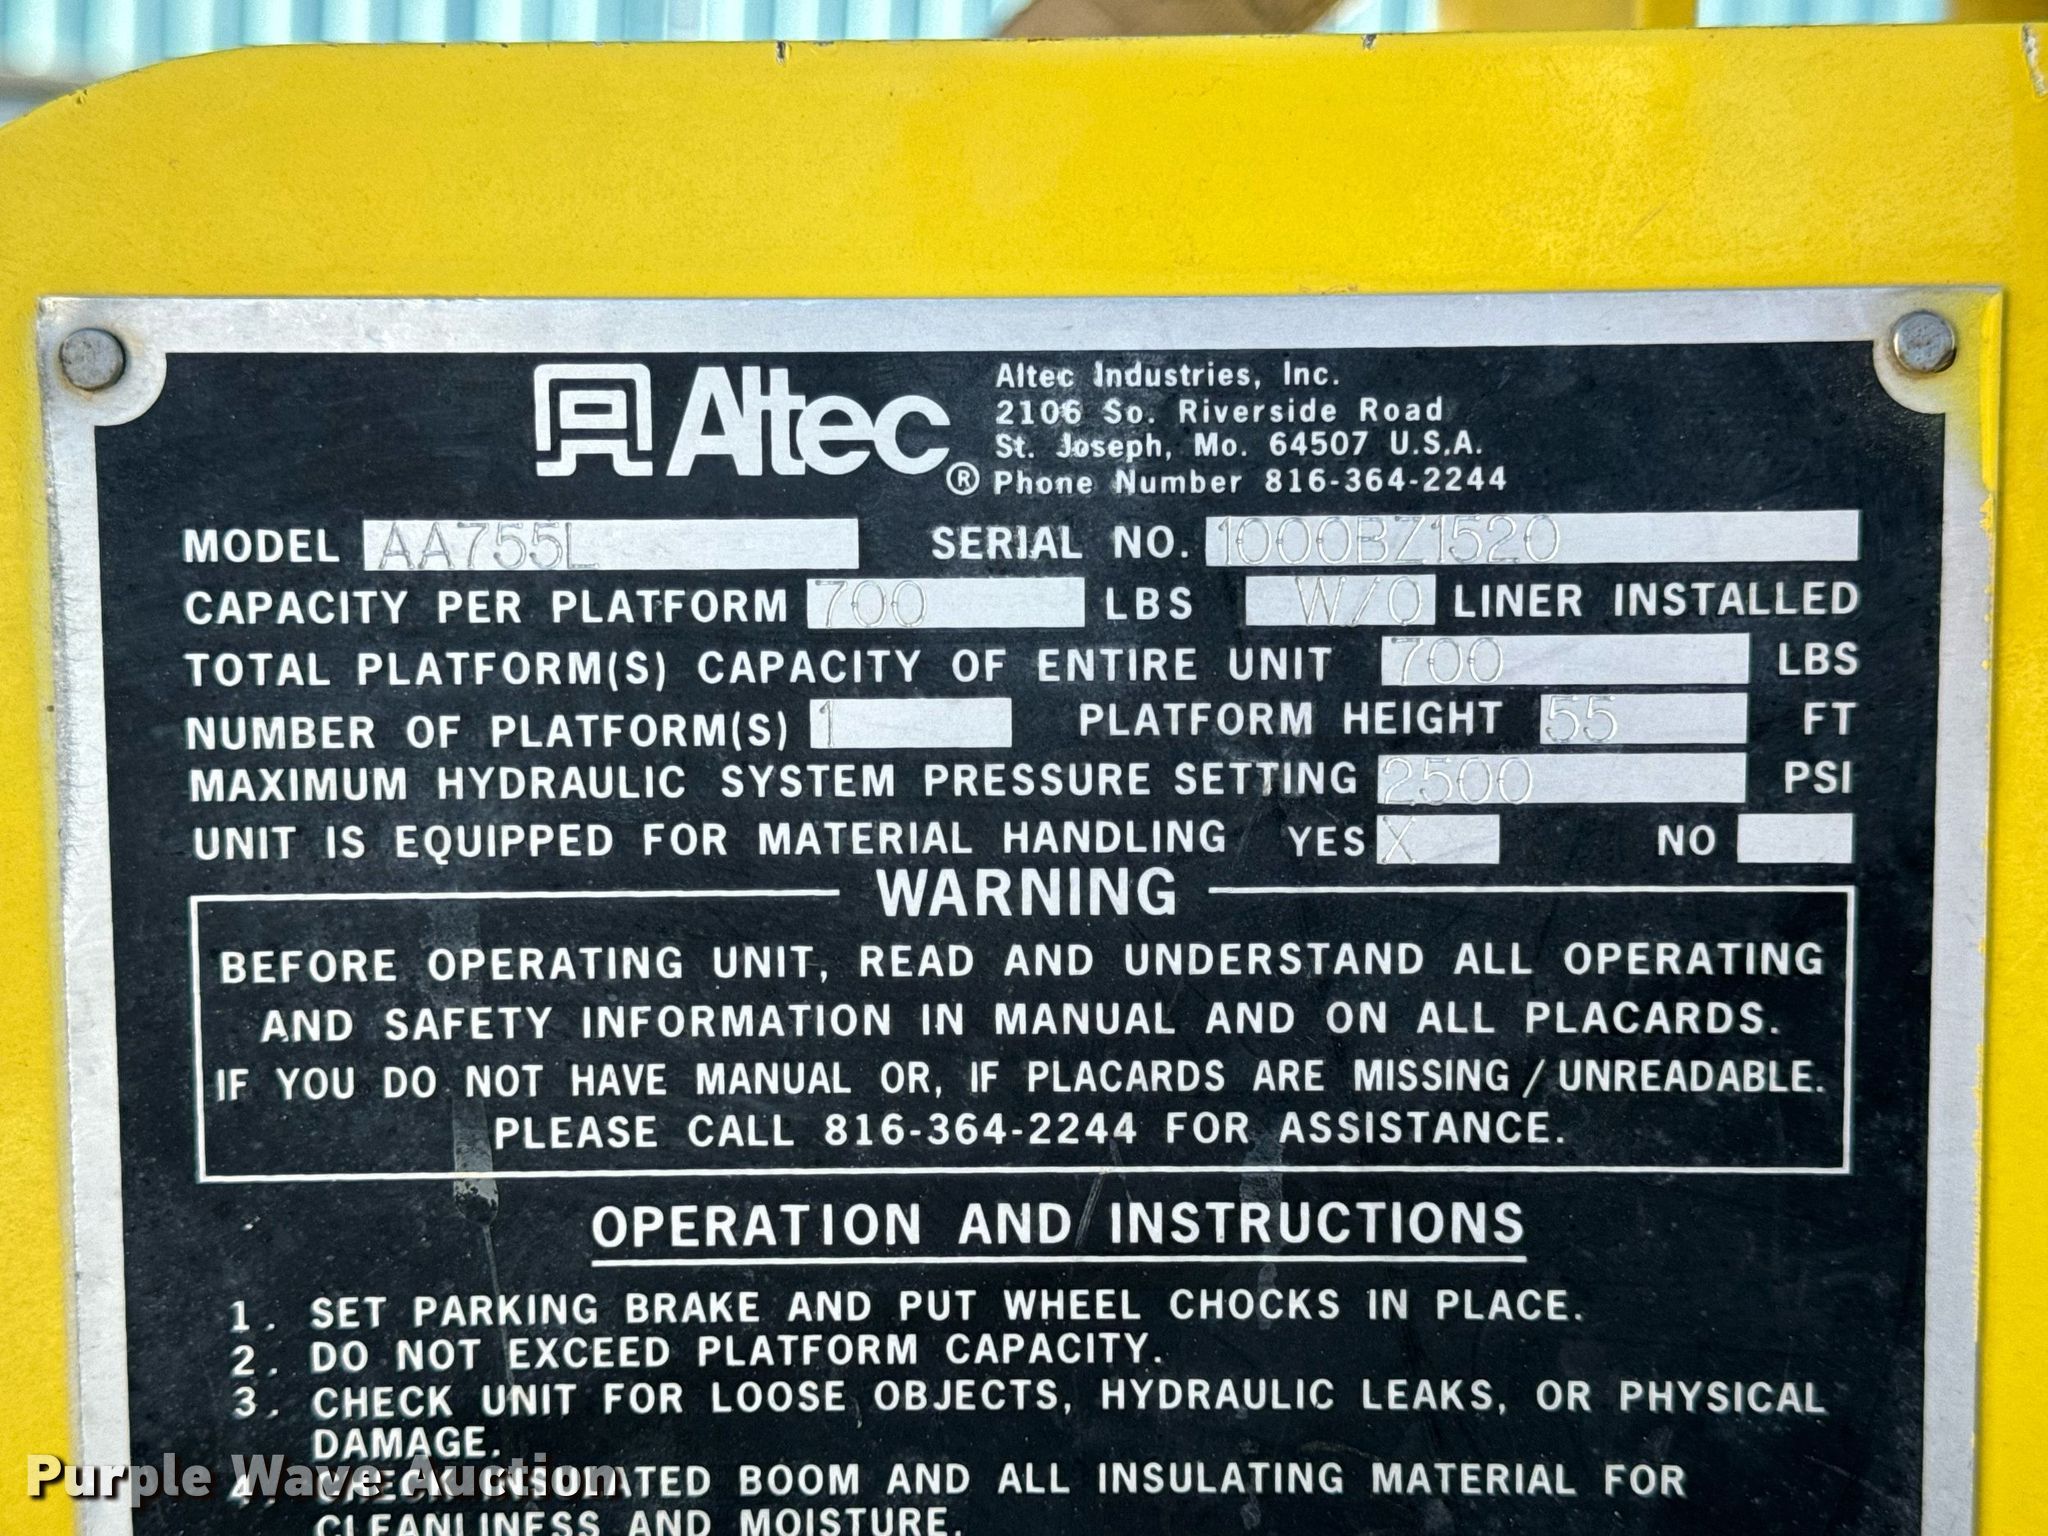 Altec®
Altec Industries, Inc.
2106 So. Riverside Road
St. Joseph, Mo. 64507 U.S.A.
Phone Number 816-364-2244
MODEL AA755L SERIAL NO. 1000BZ1520
CAPACITY PER PLATFORM 700 LBS W/O LINER INSTALLED
TOTAL PLATFORM(S) CAPACITY OF ENTIRE UNIT 700 LBS
NUMBER OF PLATFORM(S) 1 PLATFORM HEIGHT 55 FT
MAXIMUM HYDRAULIC SYSTEM PRESSURE SETTING 2500 PSI
UNIT IS EQUIPPED FOR MATERIAL HANDLING YES X NO
WARNING
BEFORE OPERATING UNIT, READ AND UNDERSTAND ALL OPERATING
AND SAFETY INFORMATION IN MANUAL AND ON ALL PLACARDS.
IF YOU DO NOT HAVE MANUAL OR, IF PLACARDS ARE MISSING / UNREADABLE.
PLEASE CALL 816-364-2244 FOR ASSISTANCE.
OPERATION AND INSTRUCTIONS
1. SET PARKING BRAKE AND PUT WHEEL CHOCKS IN PLACE.
2. DO NOT EXCEED PLATFORM CAPACITY.
3. CHECK UNIT FOR LOOSE OBJECTS, HYDRAULIC LEAKS, OR PHYSICAL
DAMAGE.
4. CHECK INSULATED BOOM AND ALL INSULATING MATERIAL FOR
CLEANLINESS AND MOISTURE.
Purple Wave Auction